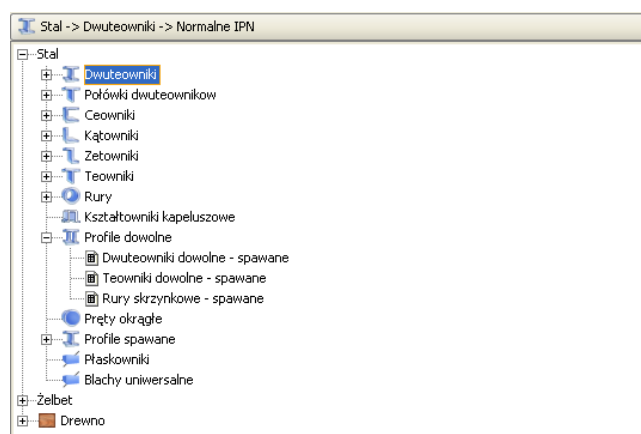 Stal -> Dwuteowniki -> Normalne IPN
Stal
Dwuteowniki
Połówki dwuteownikow
Ceowniki
Kątowniki
Zetowniki
Teowniki
Rury
Kształtowniki kapeluszowe
Profile dowolne
Dwuteowniki dowolne - spawane
Teowniki dowolne - spawane
Rury skrzynkowe - spawane
Pręty okrągłe
Profile spawane
Płaskowniki
Blachy uniwersalne
Żelbet
Drewno